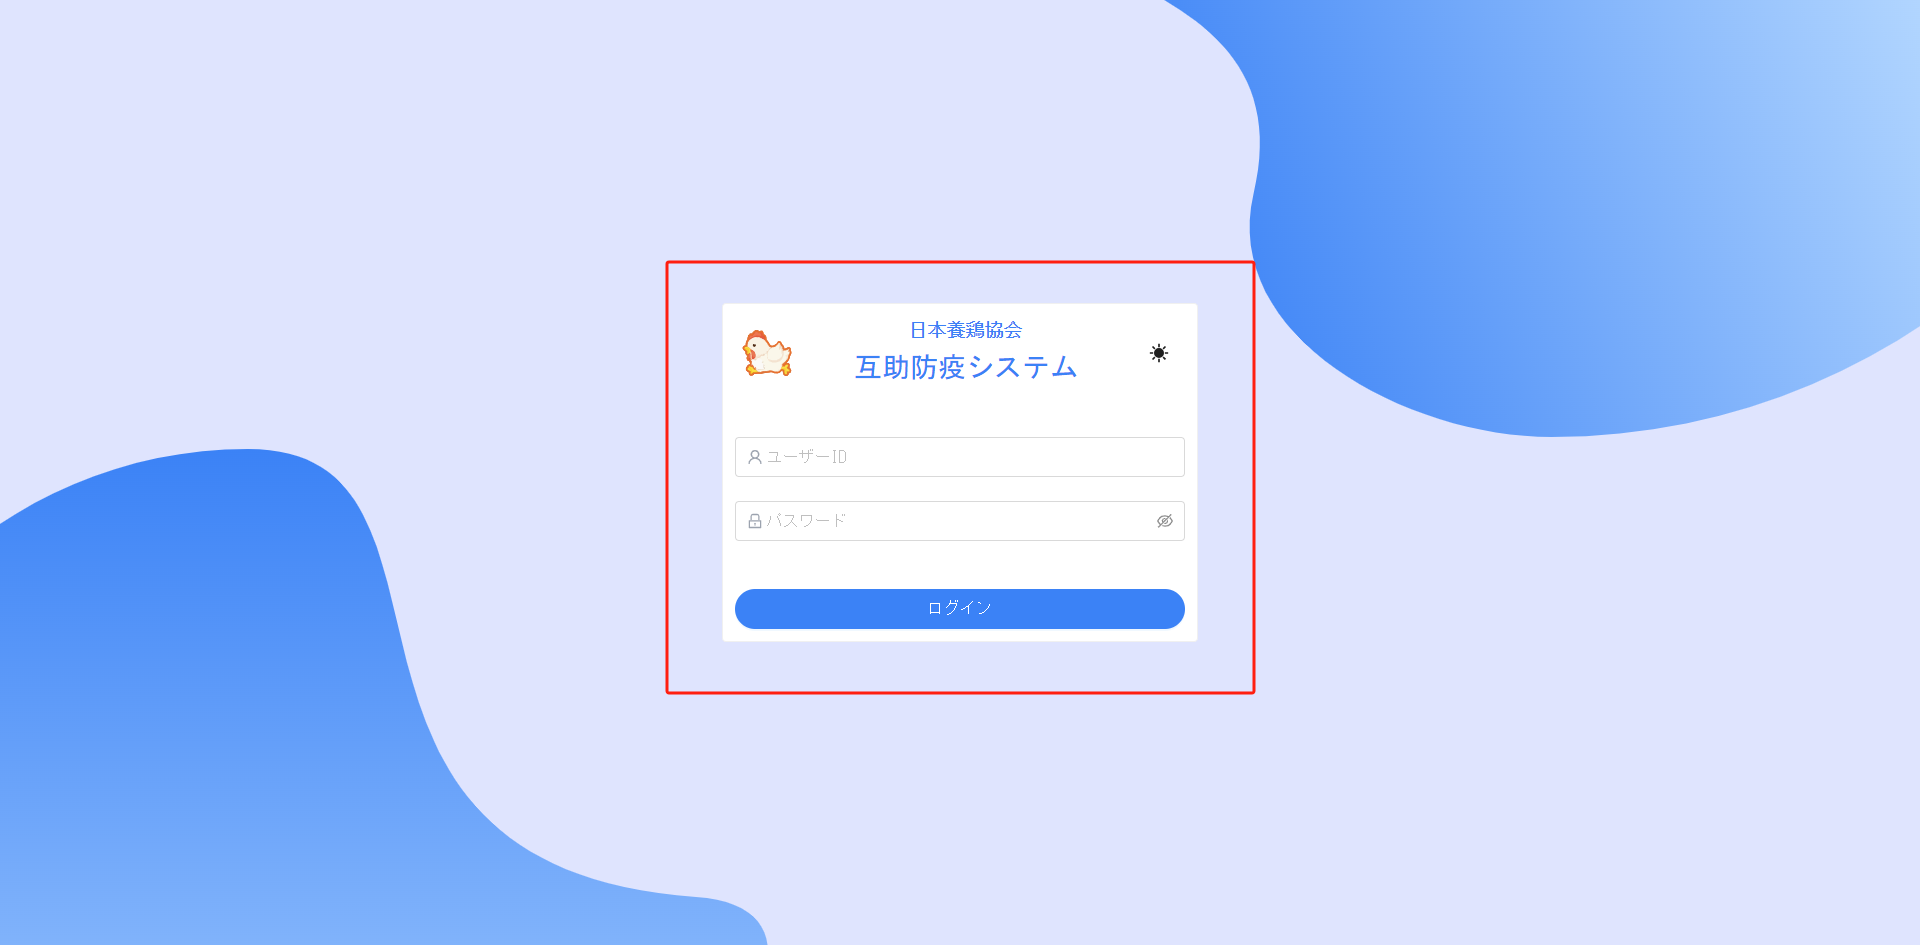 日本養鶏協会
互助防疫システム
ユーザーID
パスワード
ログイン